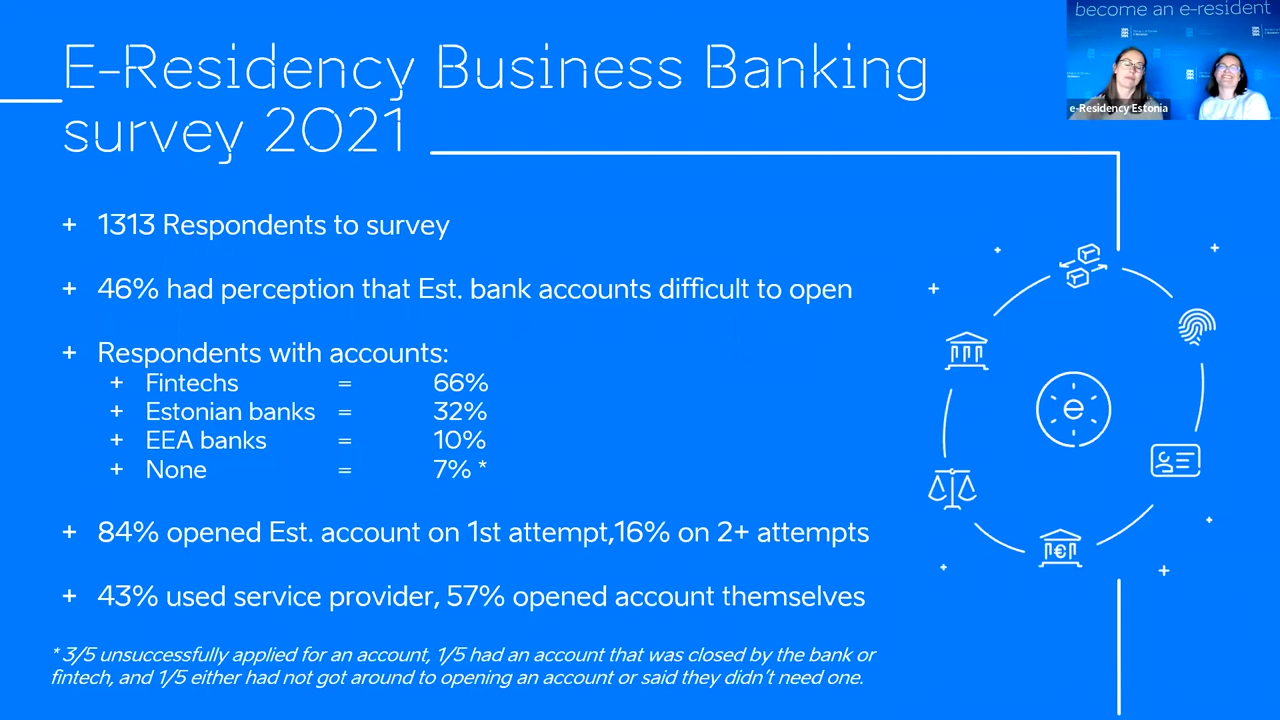 become an e-resident
E-Residency Business Banking
survey 2021
e-Residency Estonia
+ 1313 Respondents to survey
+ 46% had perception that Est. bank accounts difficult to open
+ Respondents with accounts:
+ Fintechs = 66%
+ Estonian banks = 32%
+ EEA banks = 10%
+ None = 7% *
+ 84% opened Est. account on 1st attempt,16% on 2+ attempts
+ 43% used service provider, 57% opened account themselves
* 3/5 unsuccessfully applied for an account, 1/5 had an account that was closed by the bank or
fintech, and 1/5 either had not got around to opening an account or said they didn't need one.
e
€